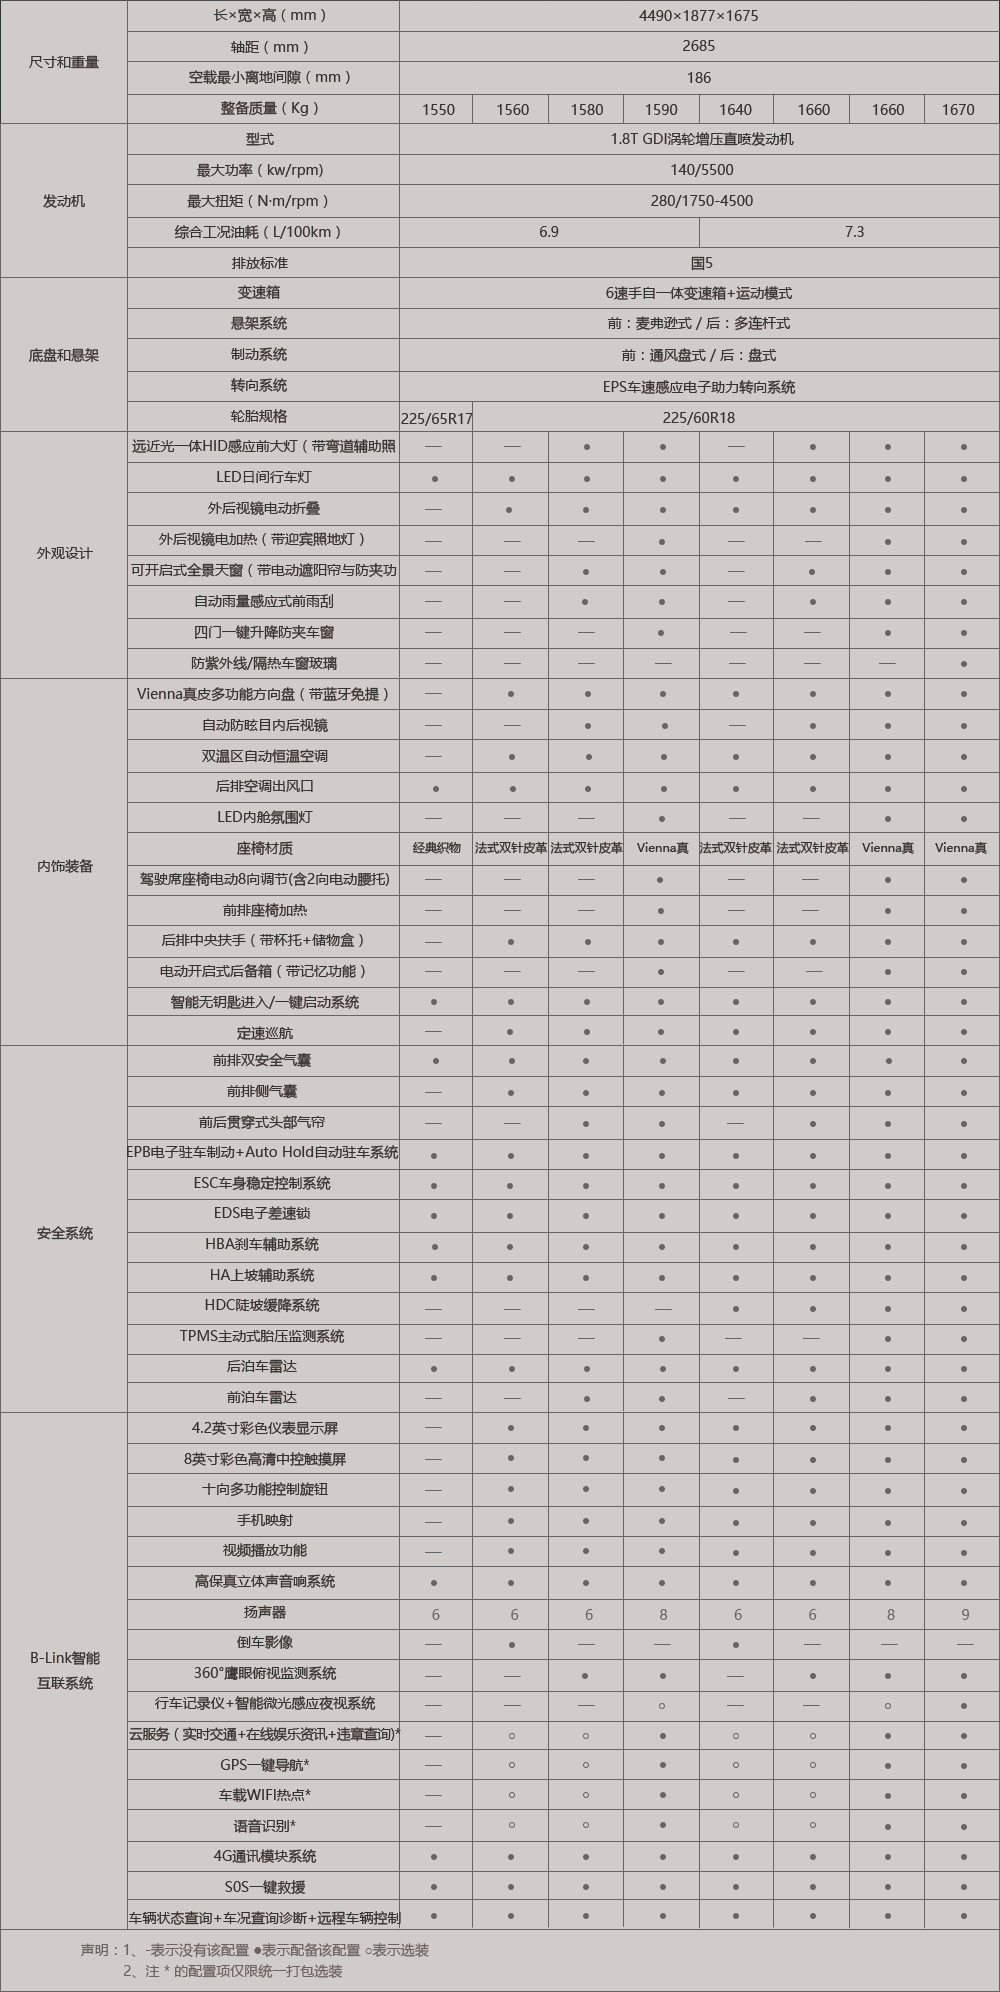 尺寸和重量
长×宽×高（mm） 4490×1877×1675
轴距（mm） 2685
空载最小离地间隙（mm） 186
整备质量（Kg） 1550 1560 1580 1590 1640 1660 1660 1670
发动机
型式 1.8T GDI涡轮增压直喷发动机
最大功率（kw/rpm) 140/5500
最大扭矩（N·m/rpm） 280/1750-4500
综合工况油耗（L/100km） 6.9 7.3
排放标准 国5
底盘和悬架
变速箱 6速手自一体变速箱+运动模式
悬架系统 前：麦弗逊式 / 后：多连杆式
制动系统 前：通风盘式 / 后：盘式
转向系统 EPS车速感应电子助力转向系统
轮胎规格 225/65R17 225/60R18
外观设计
远近光一体HID感应前大灯（带弯道辅助照 — — ● ● — ● ● ●
LED日间行车灯 ● ● ● ● ● ● ● ●
外后视镜电动折叠 — ● ● ● ● ● ● ●
外后视镜电加热（带迎宾照地灯） — — — ● — — ● ●
可开启式全景天窗（带电动遮阳帘与防夹功 — — ● ● — ● ● ●
自动雨量感应式前雨刮 — — ● ● — ● ● ●
四门一键升降防夹车窗 — — — ● — — ● ●
防紫外线/隔热车窗玻璃 — — — — — — — ●
内饰装备
Vienna真皮多功能方向盘（带蓝牙免提） — ● ● ● ● ● ● ●
自动防眩目内后视镜 — — ● ● — ● ● ●
双温区自动恒温空调 — ● ● ● ● ● ● ●
后排空调出风口 ● ● ● ● ● ● ● ●
LED内舱氛围灯 — — — ● — — ● ●
座椅材质 经典织物 法式双针皮革 法式双针皮革 Vienna真 法式双针皮革 法式双针皮革 Vienna真 Vienna真
驾驶席座椅电动8向调节(含2向电动腰托) — — — ● — — ● ●
前排座椅加热 — — — ● — — ● ●
后排中央扶手（带杯托+储物盒） — ● ● ● ● ● ● ●
电动开启式后备箱（带记忆功能） — — — ● — — ● ●
智能无钥匙进入/一键启动系统 ● ● ● ● ● ● ● ●
定速巡航 — ● ● ● ● ● ● ●
安全系统
前排双安全气囊 ● ● ● ● ● ● ● ●
前排侧气囊 — ● ● ● ● ● ● ●
前后贯穿式头部气帘 — — ● ● — ● ● ●
EPB电子驻车制动+Auto Hold自动驻车系统 ● ● ● ● ● ● ● ●
ESC车身稳定控制系统 ● ● ● ● ● ● ● ●
EDS电子差速锁 ● ● ● ● ● ● ● ●
HBA刹车辅助系统 ● ● ● ● ● ● ● ●
HA上坡辅助系统 ● ● ● ● ● ● ● ●
HDC陡坡缓降系统 — — — — ● ● ● ●
TPMS主动式胎压监测系统 — — — ● — — ● ●
后泊车雷达 ● ● ● ● ● ● ● ●
前泊车雷达 — — ● ● — ● ● ●
B-Link智能
互联系统
4.2英寸彩色仪表显示屏 — ● ● ● ● ● ● ●
8英寸彩色高清中控触摸屏 — ● ● ● ● ● ● ●
十向多功能控制旋钮 — ● ● ● ● ● ● ●
手机映射 — ● ● ● ● ● ● ●
视频播放功能 — ● ● ● ● ● ● ●
高保真立体声音响系统 ● ● ● ● ● ● ● ●
扬声器 6 6 6 8 6 6 8 9
倒车影像 — ● — — ● — — —
360°鹰眼俯视监测系统 — — ● ● — ● ● ●
行车记录仪+智能微光感应夜视系统 — — — ○ — — ○ ●
云服务（实时交通+在线娱乐资讯+违章查询)* — ○ ○ ● ○ ○ ● ●
GPS一键导航* — ○ ○ ● ○ ○ ● ●
车载WIFI热点* — ○ ○ ● ○ ○ ● ●
语音识别* — ○ ○ ● ○ ○ ● ●
4G通讯模块系统 ● ● ● ● ● ● ● ●
S0S一键救援 ● ● ● ● ● ● ● ●
车辆状态查询+车况查询诊断+远程车辆控制 ● ● ● ● ● ● ● ●
声明：1、-表示没有该配置 ●表示配备该配置 ○表示选装
2、注 * 的配置项仅限统一打包选装